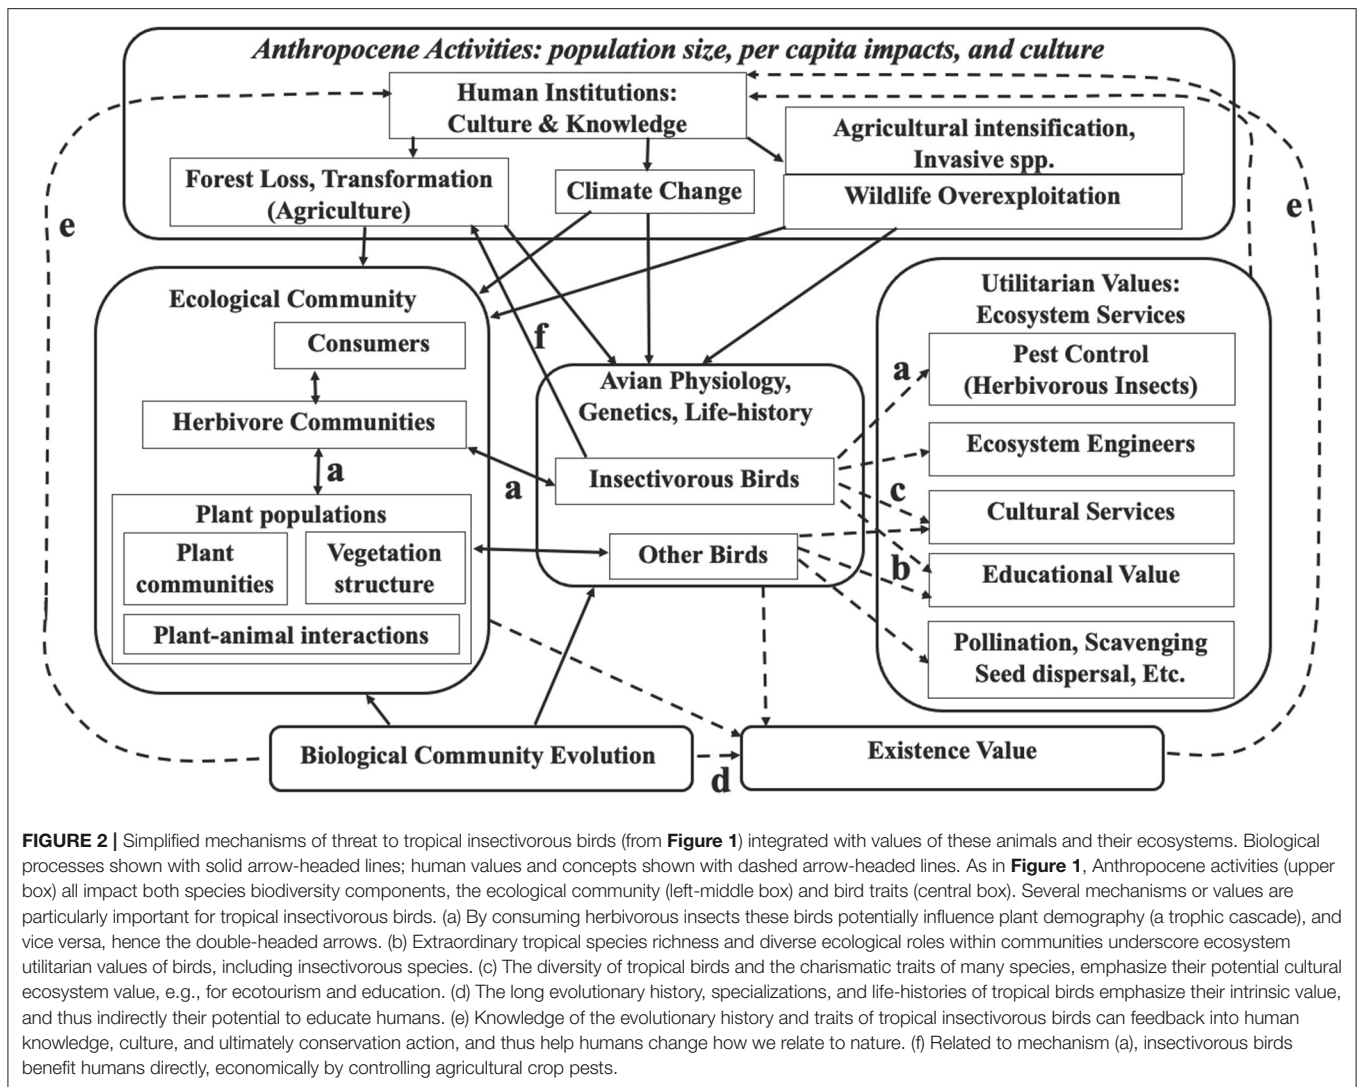 Anthropocene Activities: population size, per capita impacts, and culture
Human Institutions:
Culture & Knowledge
Agricultural intensification,
Invasive spp.
Wildlife Overexploitation
Forest Loss, Transformation
(Agriculture)
Climate Change
e
e
Ecological Community
Consumers
Herbivore Communities
a
Plant populations
Plant
communities
Vegetation
structure
Plant-animal interactions
f
a
Avian Physiology,
Genetics, Life-history
Insectivorous Birds
Other Birds
Utilitarian Values:
Ecosystem Services
a
Pest Control
(Herbivorous Insects)
Ecosystem Engineers
c
Cultural Services
b
Educational Value
Pollination, Scavenging
Seed dispersal, Etc.
Biological Community Evolution
d
Existence Value
FIGURE 2 | Simplified mechanisms of threat to tropical insectivorous birds (from Figure 1) integrated with values of these animals and their ecosystems. Biological
processes shown with solid arrow-headed lines; human values and concepts shown with dashed arrow-headed lines. As in Figure 1, Anthropocene activities (upper
box) all impact both species biodiversity components, the ecological community (left-middle box) and bird traits (central box). Several mechanisms or values are
particularly important for tropical insectivorous birds. (a) By consuming herbivorous insects these birds potentially influence plant demography (a trophic cascade), and
vice versa, hence the double-headed arrows. (b) Extraordinary tropical species richness and diverse ecological roles within communities underscore ecosystem
utilitarian values of birds, including insectivorous species. (c) The diversity of tropical birds and the charismatic traits of many species, emphasize their potential cultural
ecosystem value, e.g., for ecotourism and education. (d) The long evolutionary history, specializations, and life-histories of tropical birds emphasize their intrinsic value,
and thus indirectly their potential to educate humans. (e) Knowledge of the evolutionary history and traits of tropical insectivorous birds can feedback into human
knowledge, culture, and ultimately conservation action, and thus help humans change how we relate to nature. (f) Related to mechanism (a), insectivorous birds
benefit humans directly, economically by controlling agricultural crop pests.